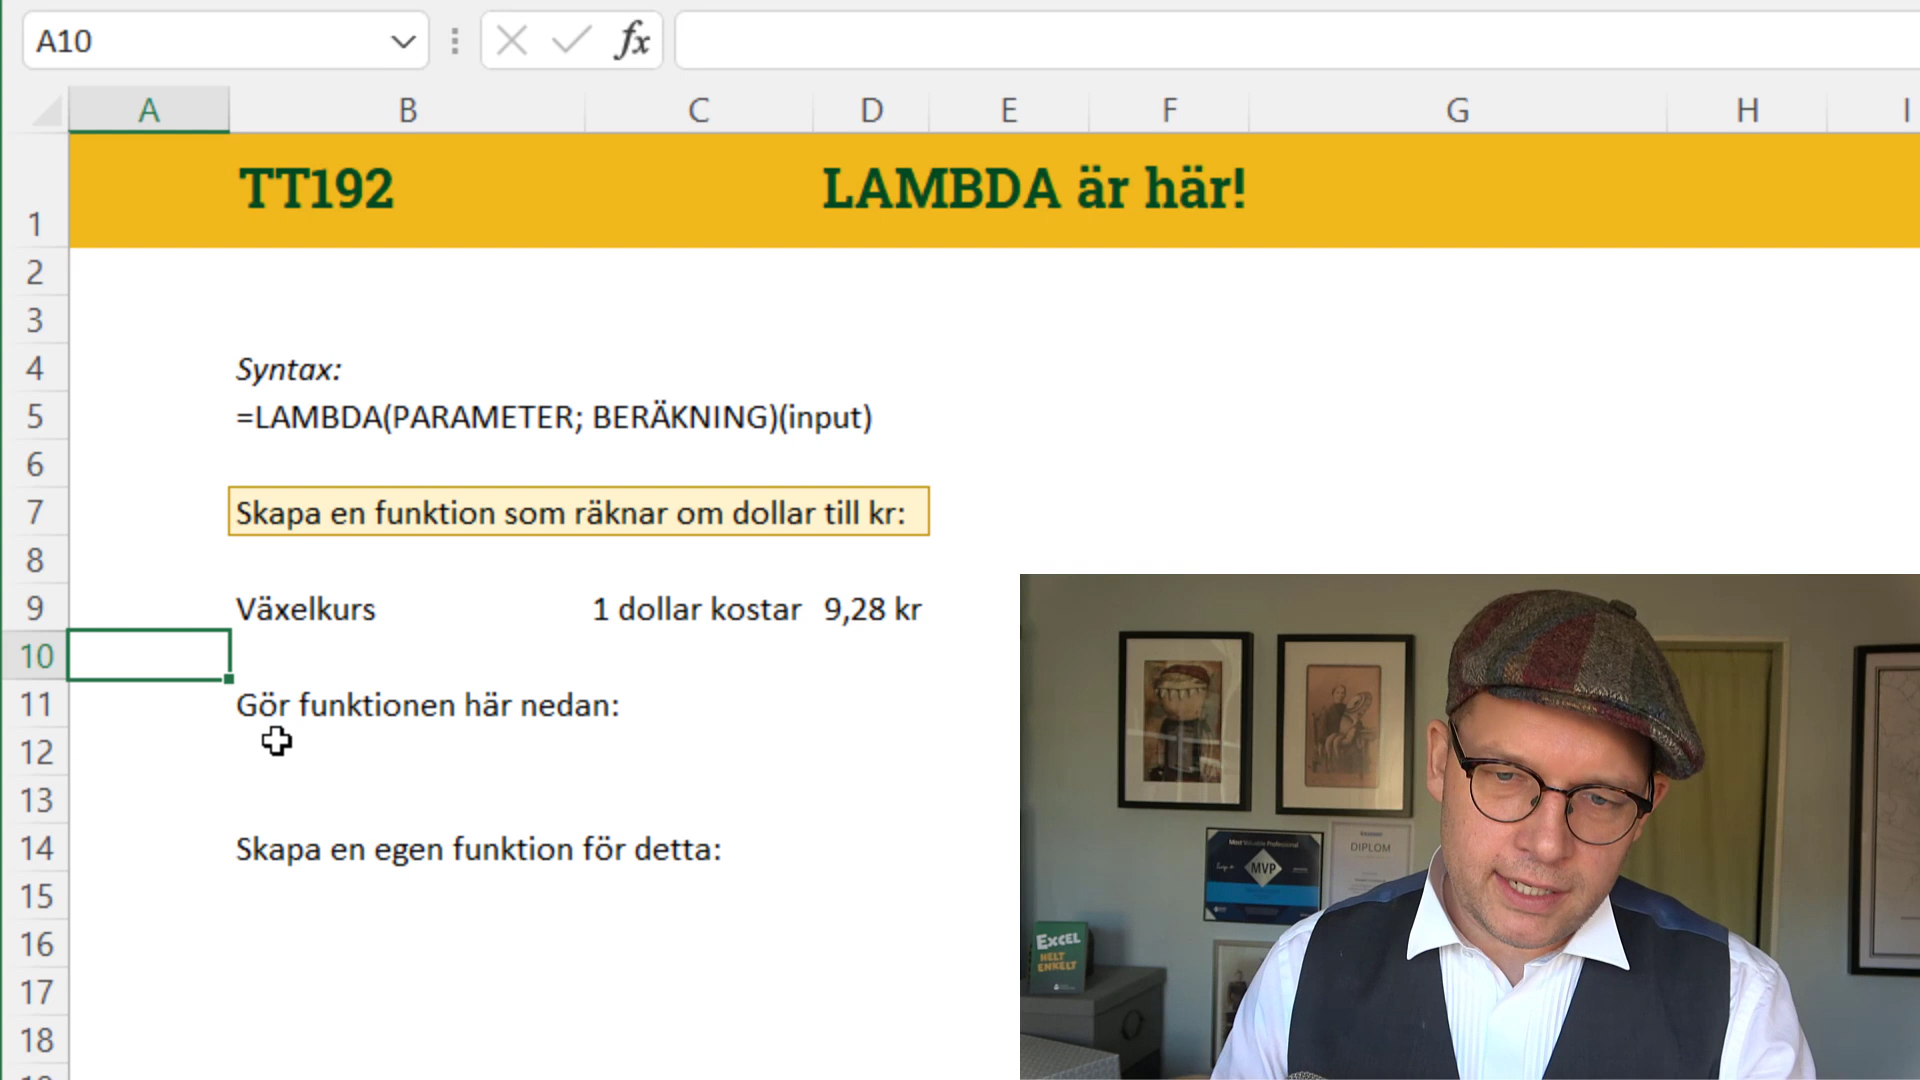 A10
fx
A B C D E F G H I
TT192 LAMBDA är här!
1
2
3
4 Syntax:
5 =LAMBDA(PARAMETER; BERÄKNING)(input)
6
7 Skapa en funktion som räknar om dollar till kr:
8
9 Växelkurs 1 dollar kostar 9,28 kr
10
11 Gör funktionen här nedan:
12
13
14 Skapa en egen funktion för detta:
15
16
17
18
Most Valuable Professional
MVP
DIPLOM
EXCEL
HELT
ENKELT